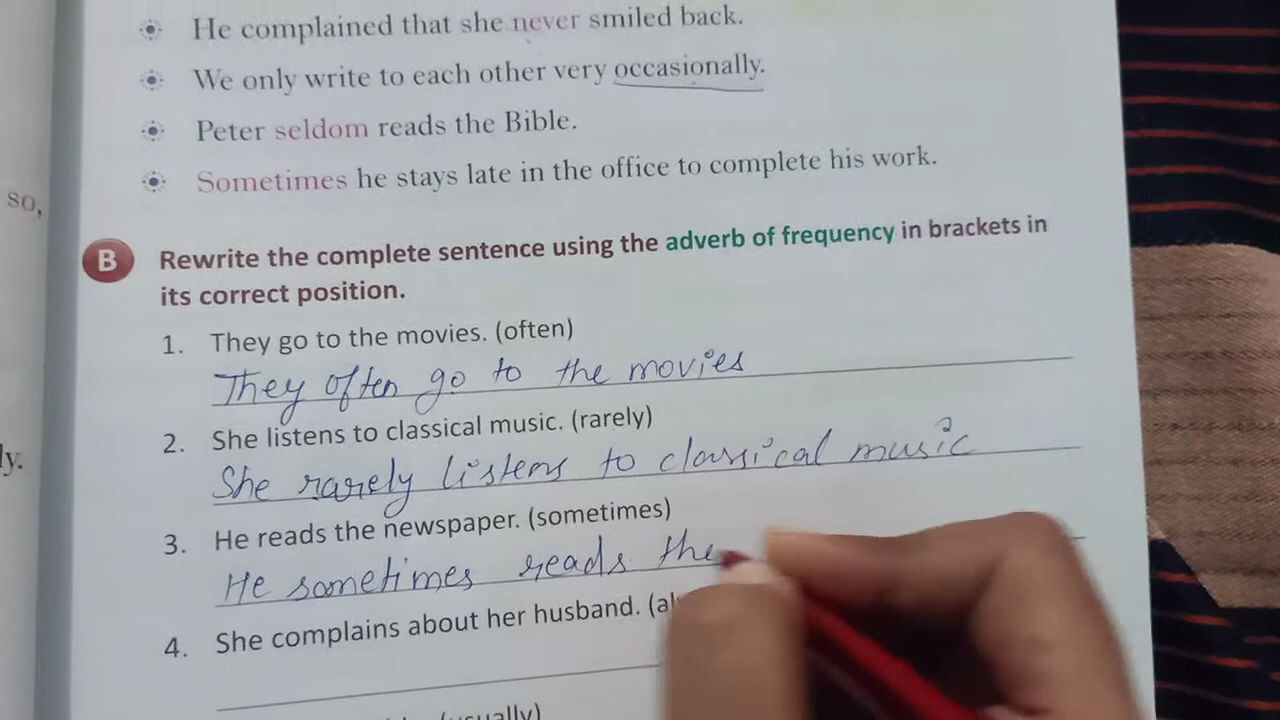 He complained that she never smiled back.
We only write to each other very occasionally.
Peter seldom reads the Bible.
Sometimes he stays late in the office to complete his work.
so,
B Rewrite the complete sentence using the adverb of frequency in brackets in
its correct position.
1. They go to the movies. (often)
They often go to the movies
ly.
2. She listens to classical music. (rarely)
She rarely listens to classical music
3. He reads the newspaper. (sometimes)
He sometimes reads the
4. She complains about her husband. (al
(usually)